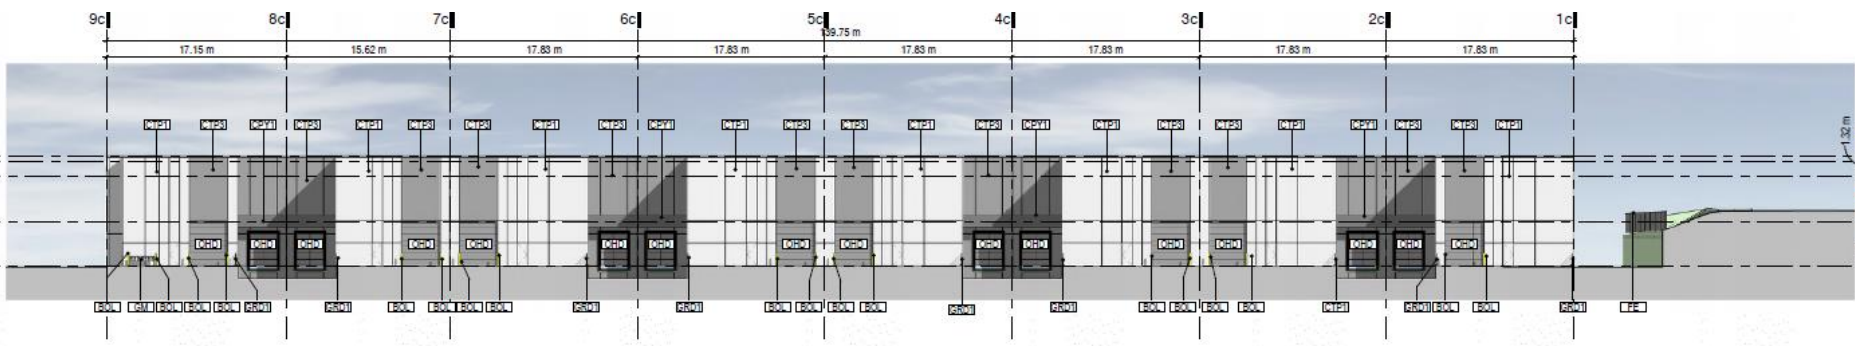 9c 8c 7c 6c 5c 4c 3c 2c 1c
139.75 m
17.15 m 15.62 m 17.83 m 17.83 m 17.83 m 17.83 m 17.83 m 17.83 m
CTP1 CTP3 CPY1 CTP3 CTP1 CTP3 CTP3 CTP1 CTP3 CPY1 CTP1 CTP3 CTP3 CTP1 CTP3 CPY1 CTP1 CTP3 CTP3 CTP1 CPY1 CTP3 CTP3 CTP1
1.32 m
OHD OHD OHD OHD OHD OHD OHD OHD OHD OHD OHD OHD OHD OHD OHD OHD
BOL GM BOL BOL BOL GRD1 GRD1 BOL BOL BOL BOL GRD1 GRD1 BOL BOL BOL BOL GRD1 GRD1 BOL BOL BOL BOL CTP1 GRD1 BOL BOL GRD1 FE